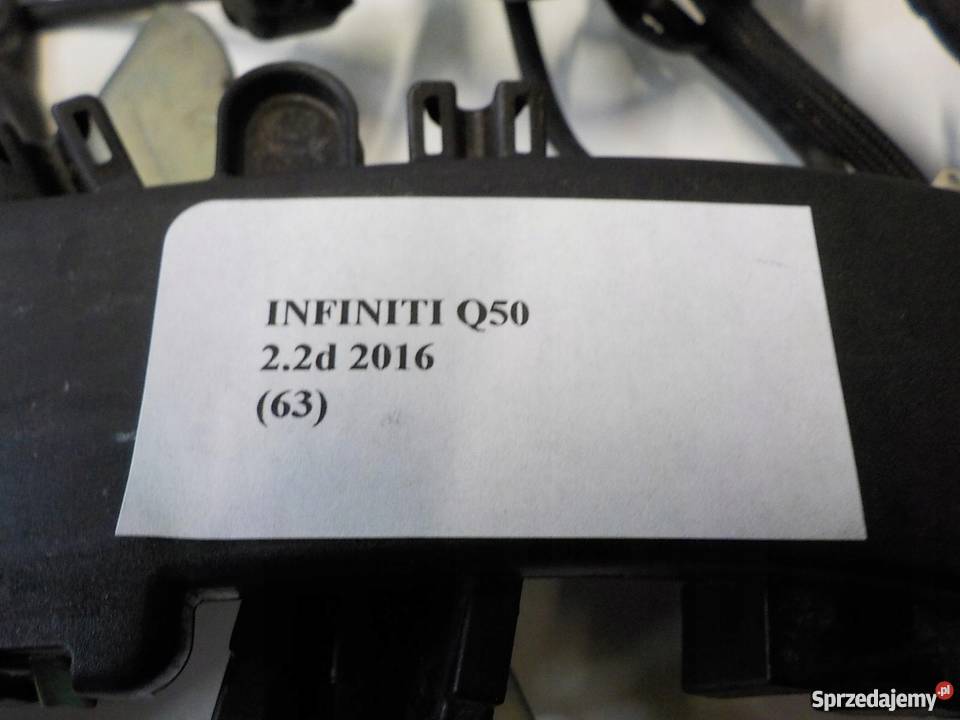 INFINITI Q50
2.2d 2016
(63)
Sprzedajemy.pl